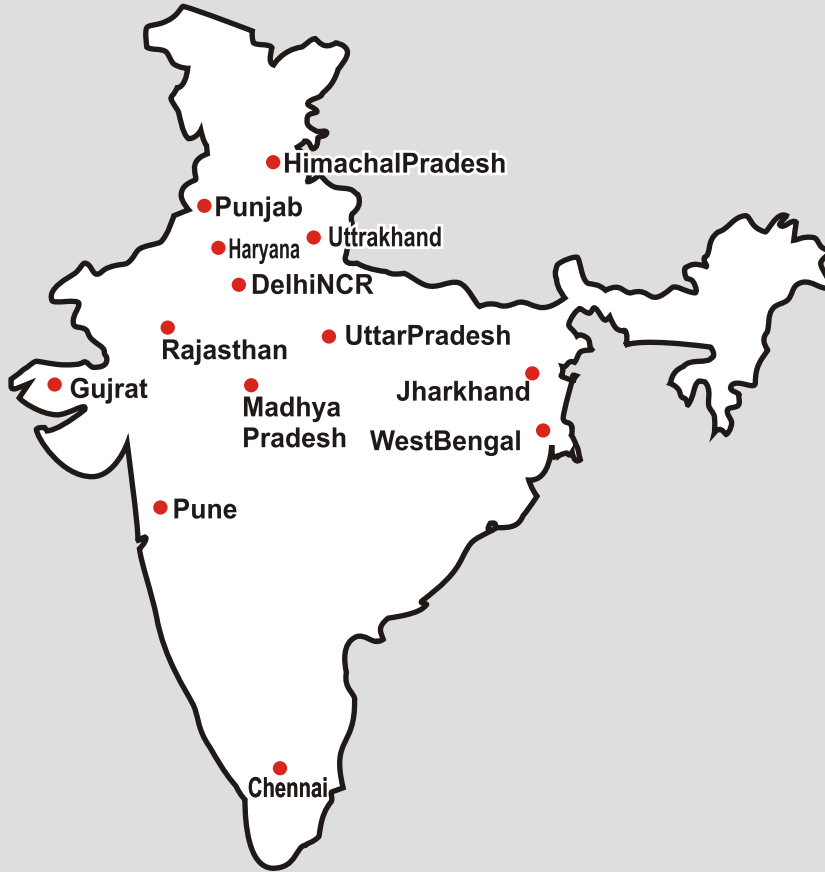 HimachalPradesh
Punjab
Uttrakhand
Haryana
DelhiNCR
UttarPradesh
Rajasthan
Gujrat
Jharkhand
Madhya
Pradesh
WestBengal
Pune
Chennai